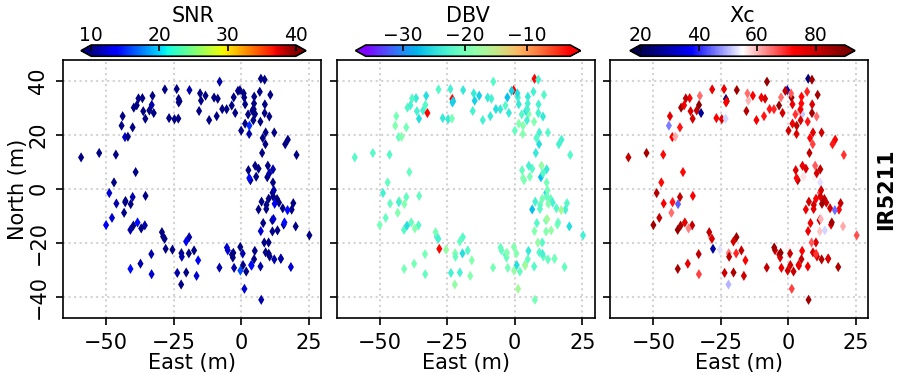 SNR DBV Xc
10 20 30 40 −30 −20 −10 20 40 60 80
North (m)
40
20
0
−20
−40
−50 −25 0 25 −50 −25 0 25 −50 −25 0 25
East (m) East (m) East (m)
IR5211